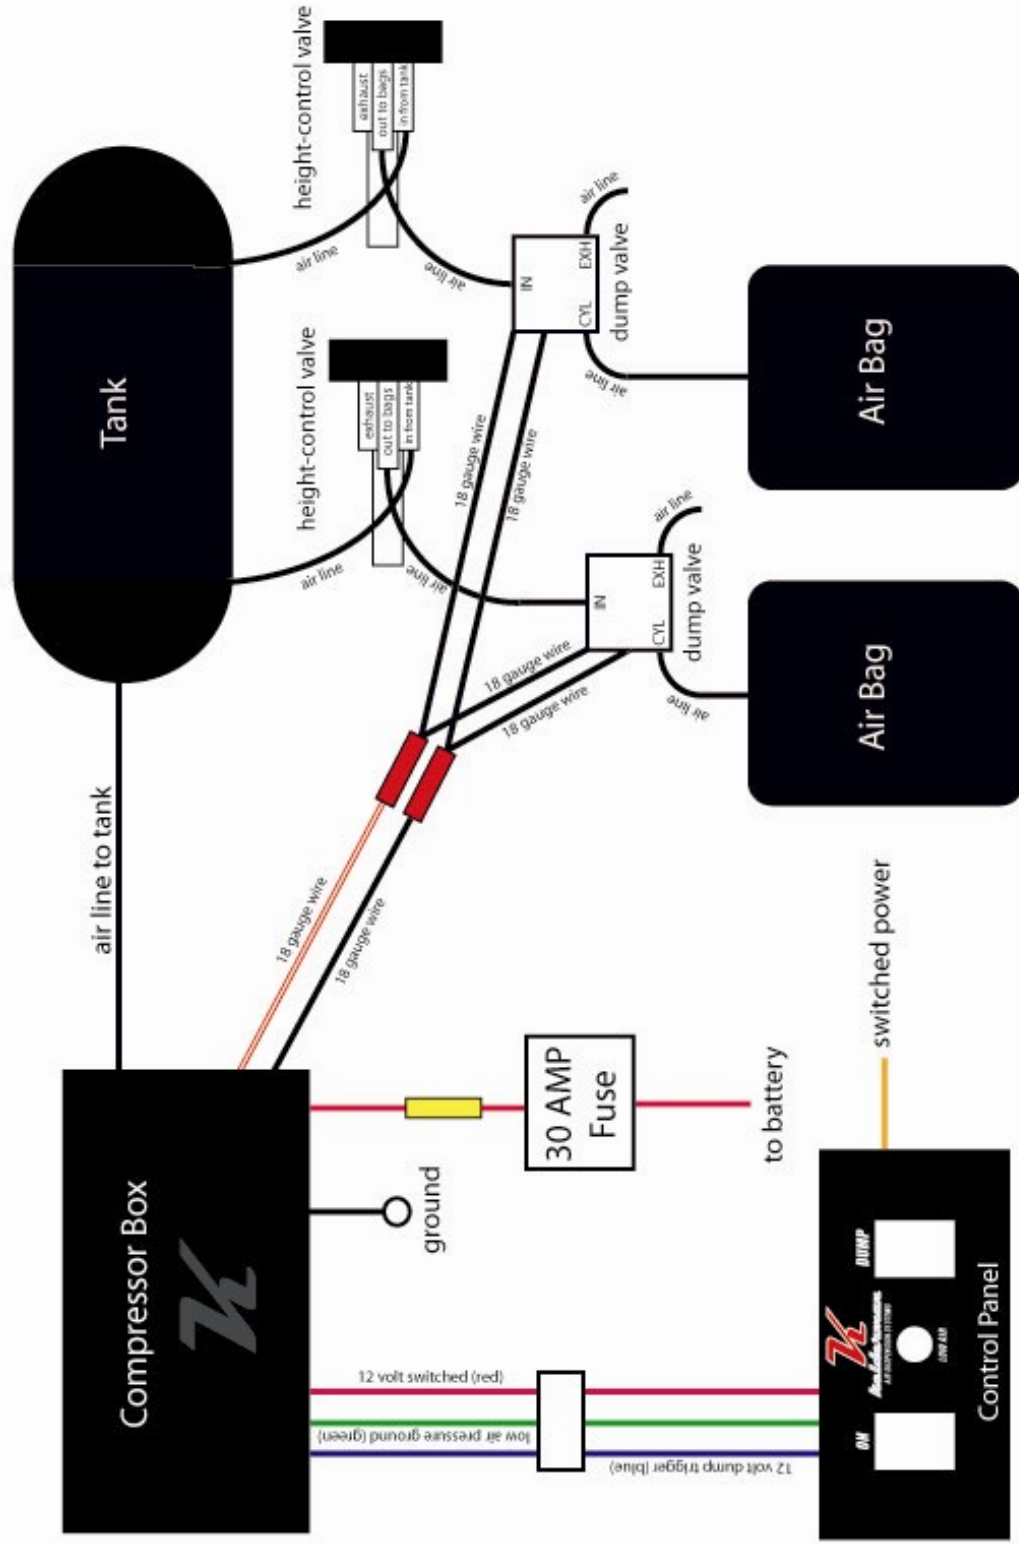 Compressor Box
K
air line to tank
Tank
height-control valve
exhaust
out to bags
in from tank
air line
air line
height-control valve
exhaust
out to bags
in from tank
air line
air line
18 gauge wire
18 gauge wire
18 gauge wire
18 gauge wire
18 gauge wire
18 gauge wire
IN
CYL
EXH
dump valve
air line
air line
IN
CYL
EXH
dump valve
air line
air line
Air Bag
Air Bag
ground
30 AMP
Fuse
to battery
12 volt switched (red)
low air pressure ground (green)
12 volt dump trigger (blue)
switched power
ON
K
kelderman
AIR SUSPENSION SYSTEMS
LOW AIR
DUMP
Control Panel